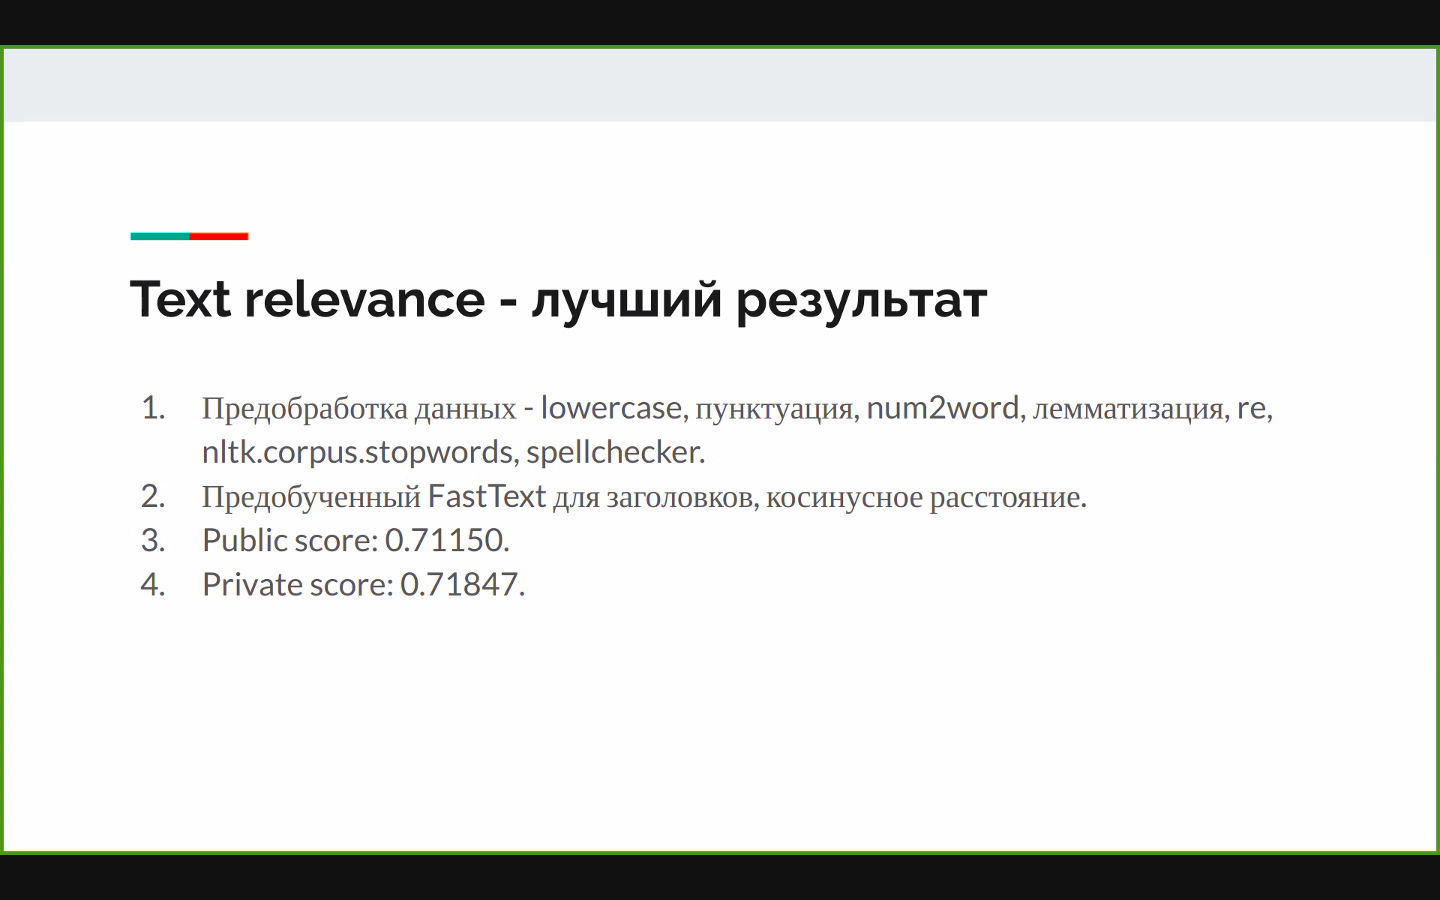 Text relevance - лучший результат
1. Предобработка данных - lowercase, пунктуация, num2word, лемматизация, re,
nltk.corpus.stopwords, spellchecker.
2. Предобученный FastText для заголовков, косинусное расстояние.
3. Public score: 0.71150.
4. Private score: 0.71847.